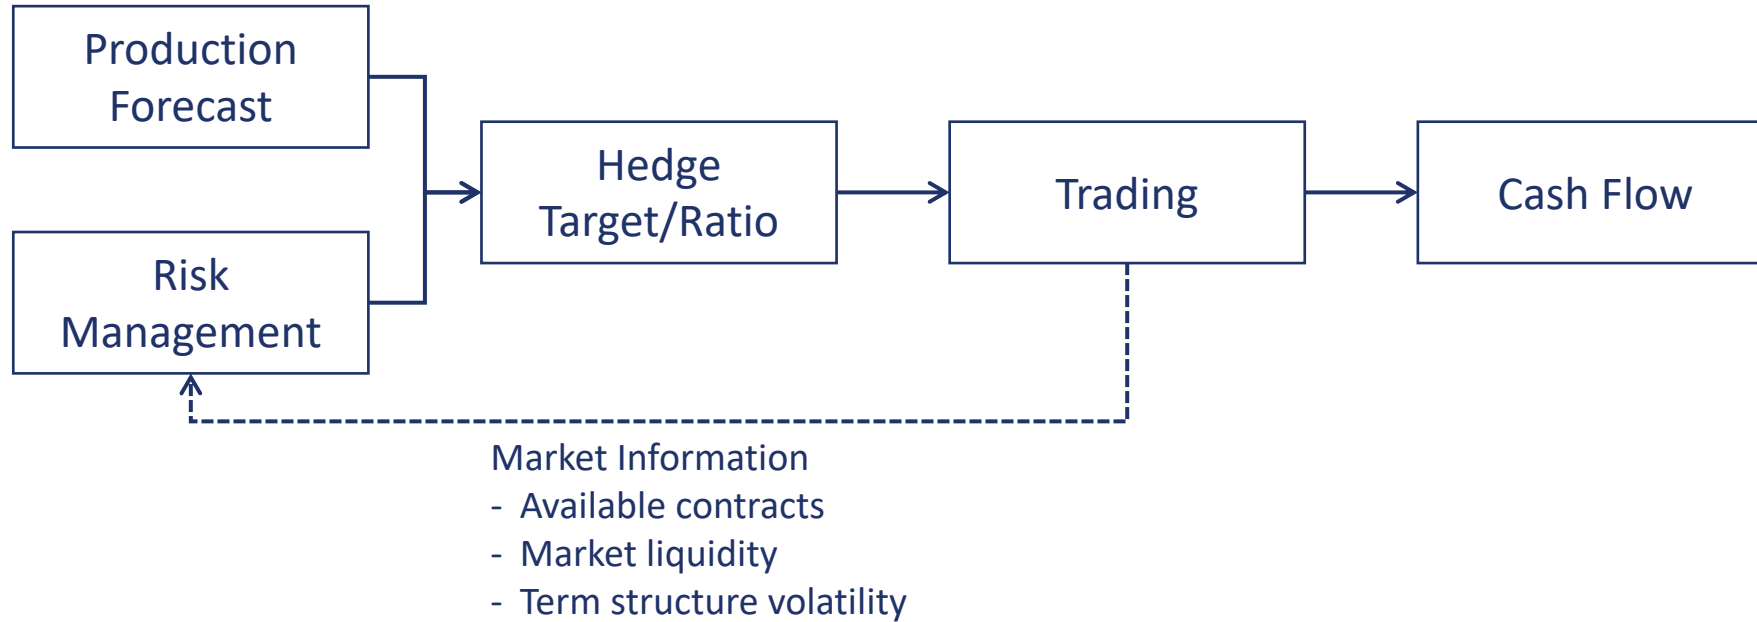 Production
Forecast
Risk
Management
Hedge
Target/Ratio
Trading
Cash Flow
Market Information
- Available contracts
- Market liquidity
- Term structure volatility